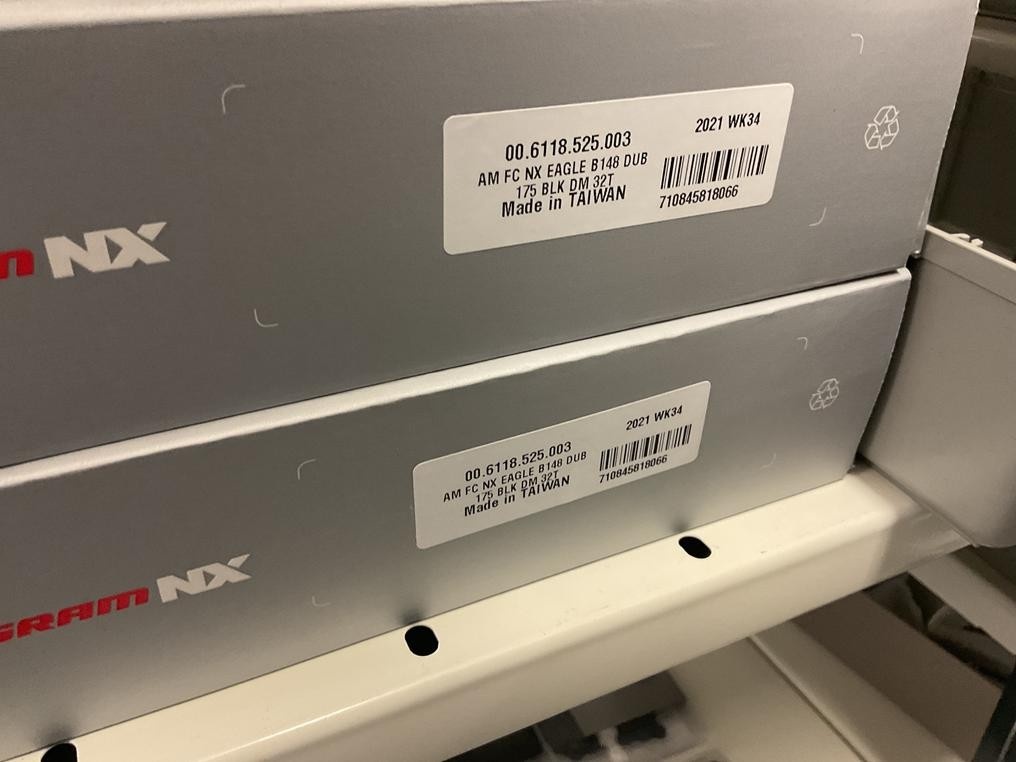 NX
00.6118.525.003
AM FC NX EAGLE B148 DUB
175 BLK DM 32T
Made in TAIWAN
2021 WK34
710845818066
SRAM NX
00.6118.525.003
AM FC NX EAGLE B148 DUB
175 BLK DM 32T
Made in TAIWAN
2021 WK34
710845818066